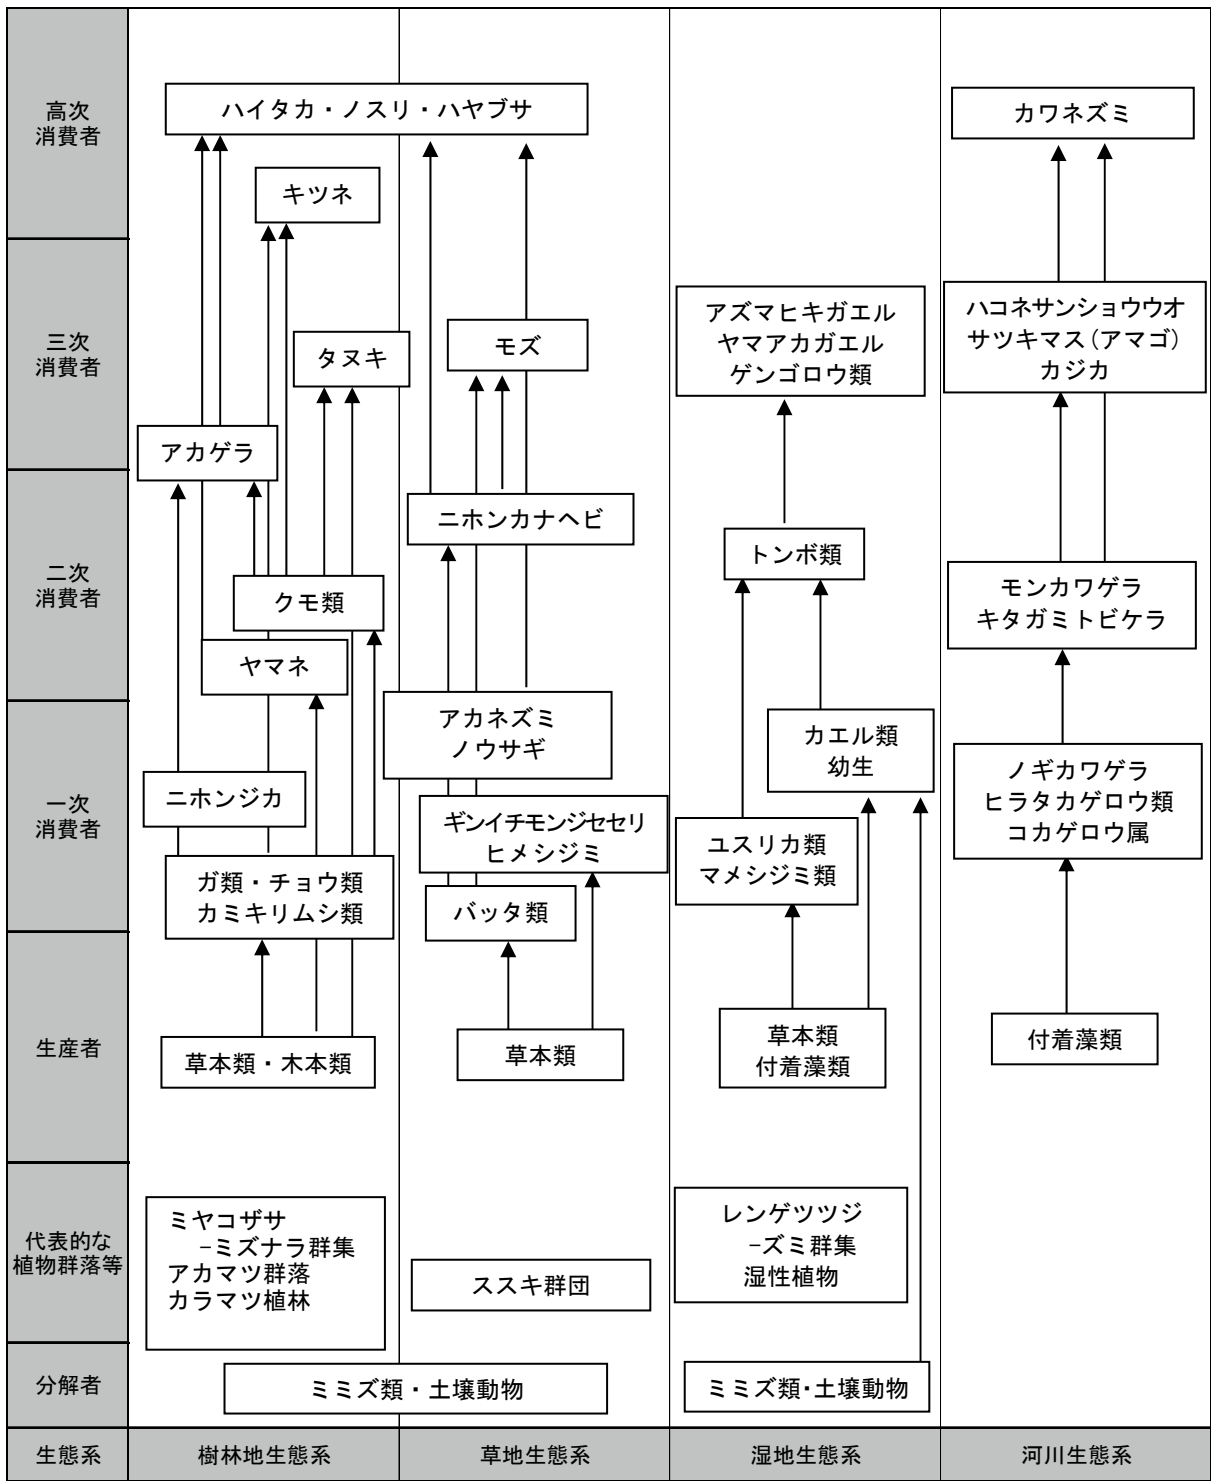 高次
消費者
ハイタカ・ノスリ・ハヤブサ
キツネ
カワネズミ
三次
消費者
タヌキ
アカゲラ
モズ
アズマヒキガエル
ヤマアカガエル
ゲンゴロウ類
ハコネサンショウウオ
サツキマス（アマゴ）
カジカ
二次
消費者
クモ類
ヤマネ
ニホンカナヘビ
トンボ類
モンカワゲラ
キタガミトビケラ
一次
消費者
ニホンジカ
ガ類・チョウ類
カミキリムシ類
アカネズミ
ノウサギ
ギンイチモンジセセリ
ヒメシジミ
バッタ類
カエル類
幼生
ユスリカ類
マメシジミ類
ノギカワゲラ
ヒラタカゲロウ類
コカゲロウ属
生産者
草本類・木本類
草本類
草本類
付着藻類
付着藻類
代表的な
植物群落等
ミヤコザサ
−ミズナラ群集
アカマツ群落
カラマツ植林
ススキ群団
レンゲツツジ
−ズミ群集
湿性植物
分解者
ミミズ類・土壌動物
ミミズ類・土壌動物
生態系
樹林地生態系
草地生態系
湿地生態系
河川生態系